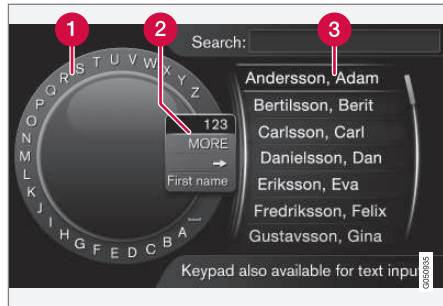 1
2
3
Search:
A B C D E F G H I J K L M N O P Q R S T U V W X Y Z
123
MORE
➔
First name
Andersson, Adam
Bertilsson, Berit
Carlsson, Carl
Danielsson, Dan
Eriksson, Eva
Fredriksson, Felix
Gustavsson, Gina
Keypad also available for text input
G050935